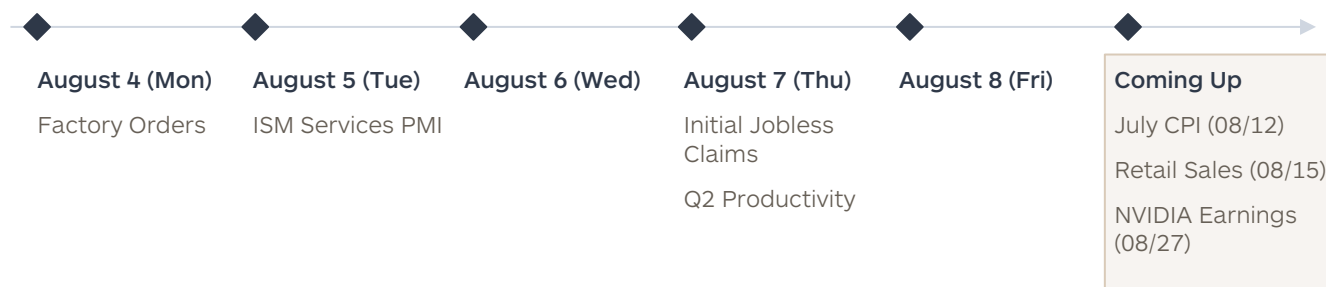 August 4 (Mon)
Factory Orders
August 5 (Tue)
ISM Services PMI
August 6 (Wed)
August 7 (Thu)
Initial Jobless
Claims
Q2 Productivity
August 8 (Fri)
Coming Up
July CPI (08/12)
Retail Sales (08/15)
NVIDIA Earnings
(08/27)